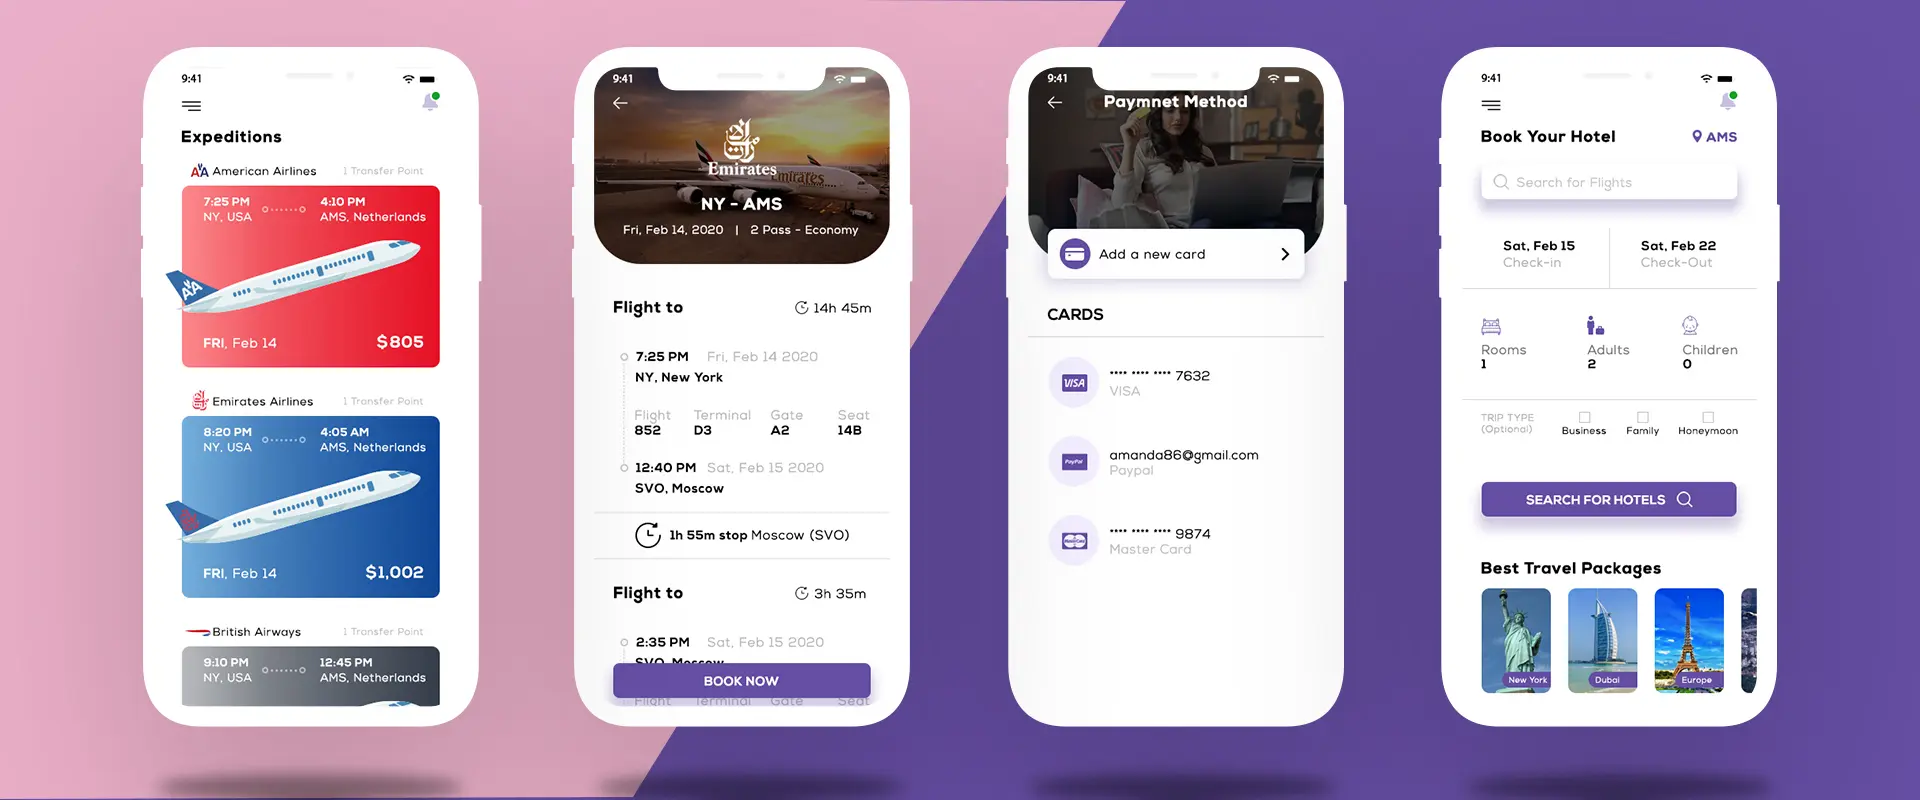 9:41
Expeditions
American Airlines 1 Transfer Point
7:25 PM 4:10 PM
NY, USA AMS, Netherlands
AA
FRI, Feb 14 $805
Emirates Airlines 1 Transfer Point
8:20 PM 4:05 AM
NY, USA AMS, Netherlands
FRI, Feb 14 $1,002
British Airways 1 Transfer Point
9:10 PM 12:45 PM
NY, USA AMS, Netherlands
9:41
Emirates
Emirates
NY - AMS
Fri, Feb 14, 2020 | 2 Pass - Economy
Flight to 14h 45m
7:25 PM Fri, Feb 14 2020
NY, New York
Flight Terminal Gate Seat
852 D3 A2 14B
12:40 PM Sat, Feb 15 2020
SVO, Moscow
1h 55m stop Moscow (SVO)
Flight to 3h 35m
2:35 PM Sat, Feb 15 2020
SVO, Moscow
BOOK NOW
Flight Terminal Gate Seat
9:41
Paymnet Method
Add a new card
CARDS
VISA
•••• •••• •••• 7632
VISA
PayPal
amanda86@gmail.com
Paypal
MasterCard
•••• •••• •••• 9874
Master Card
9:41
Book Your Hotel AMS
Search for Flights
Sat, Feb 15 Sat, Feb 22
Check-in Check-Out
Rooms Adults Children
1 2 0
TRIP TYPE
(Optional) Business Family Honeymoon
SEARCH FOR HOTELS
Best Travel Packages
New York Dubai Europe